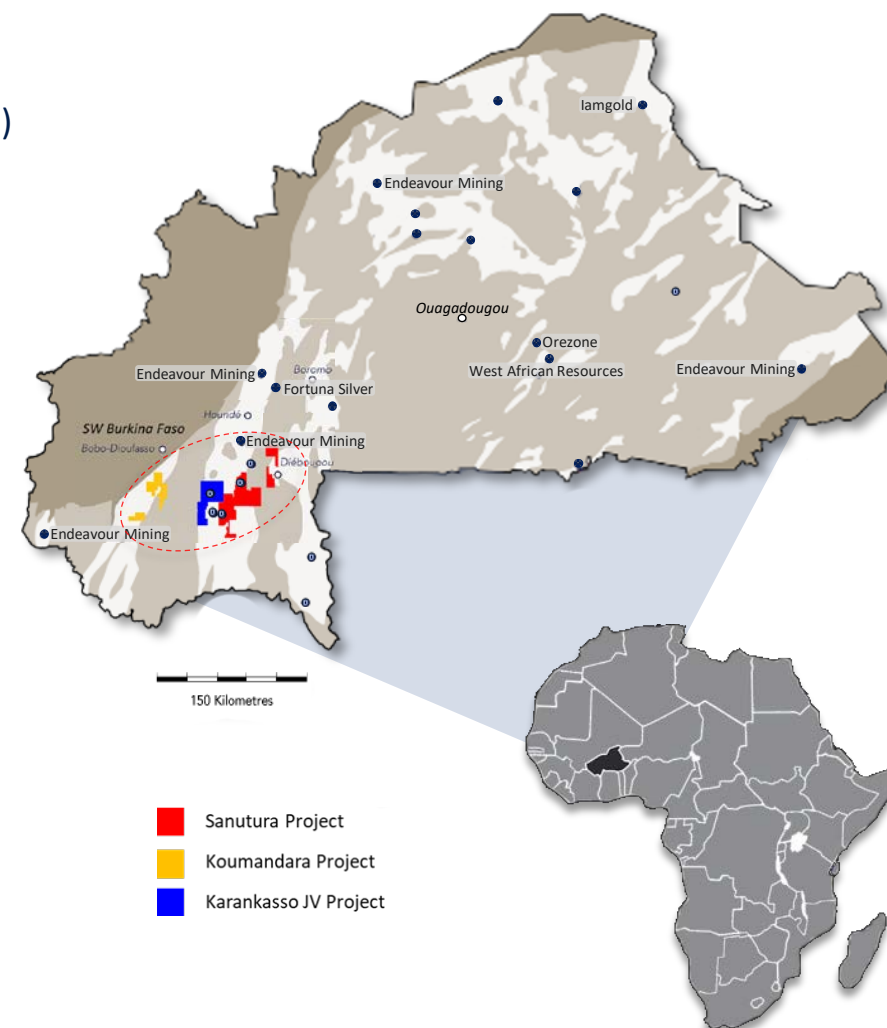 )
Iamgold
Endeavour Mining
Ouagadougou
Orezone
West African Resources
Endeavour Mining
Endeavour Mining
Boromo
Fortuna Silver
Houndé
SW Burkina Faso
Bobo-Dioulasso
Endeavour Mining
Diébougou
Endeavour Mining
150 Kilometres
Sanutura Project
Koumandara Project
Karankasso JV Project